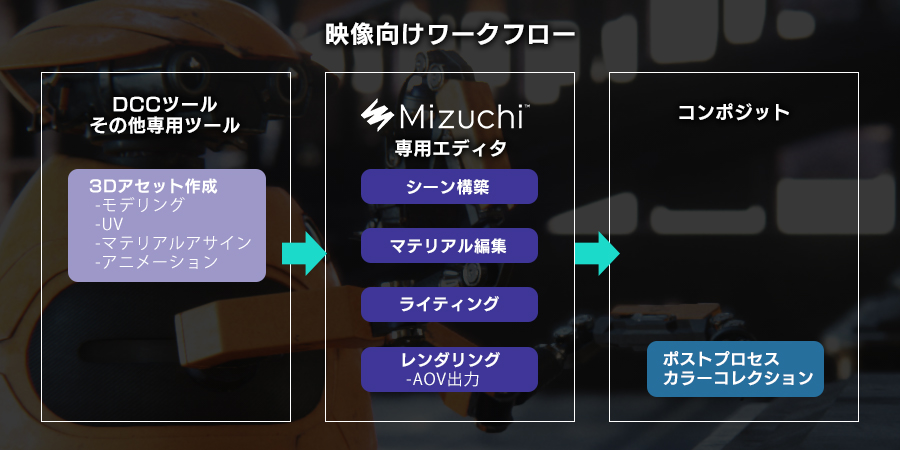 映像向けワークフロー
DCCツール
その他専用ツール
3Dアセット作成
-モデリング
-UV
-マテリアルアサイン
-アニメーション
Mizuchi™
専用エディタ
シーン構築
マテリアル編集
ライティング
レンダリング
-AOV出力
コンポジット
ポストプロセス
カラーコレクション